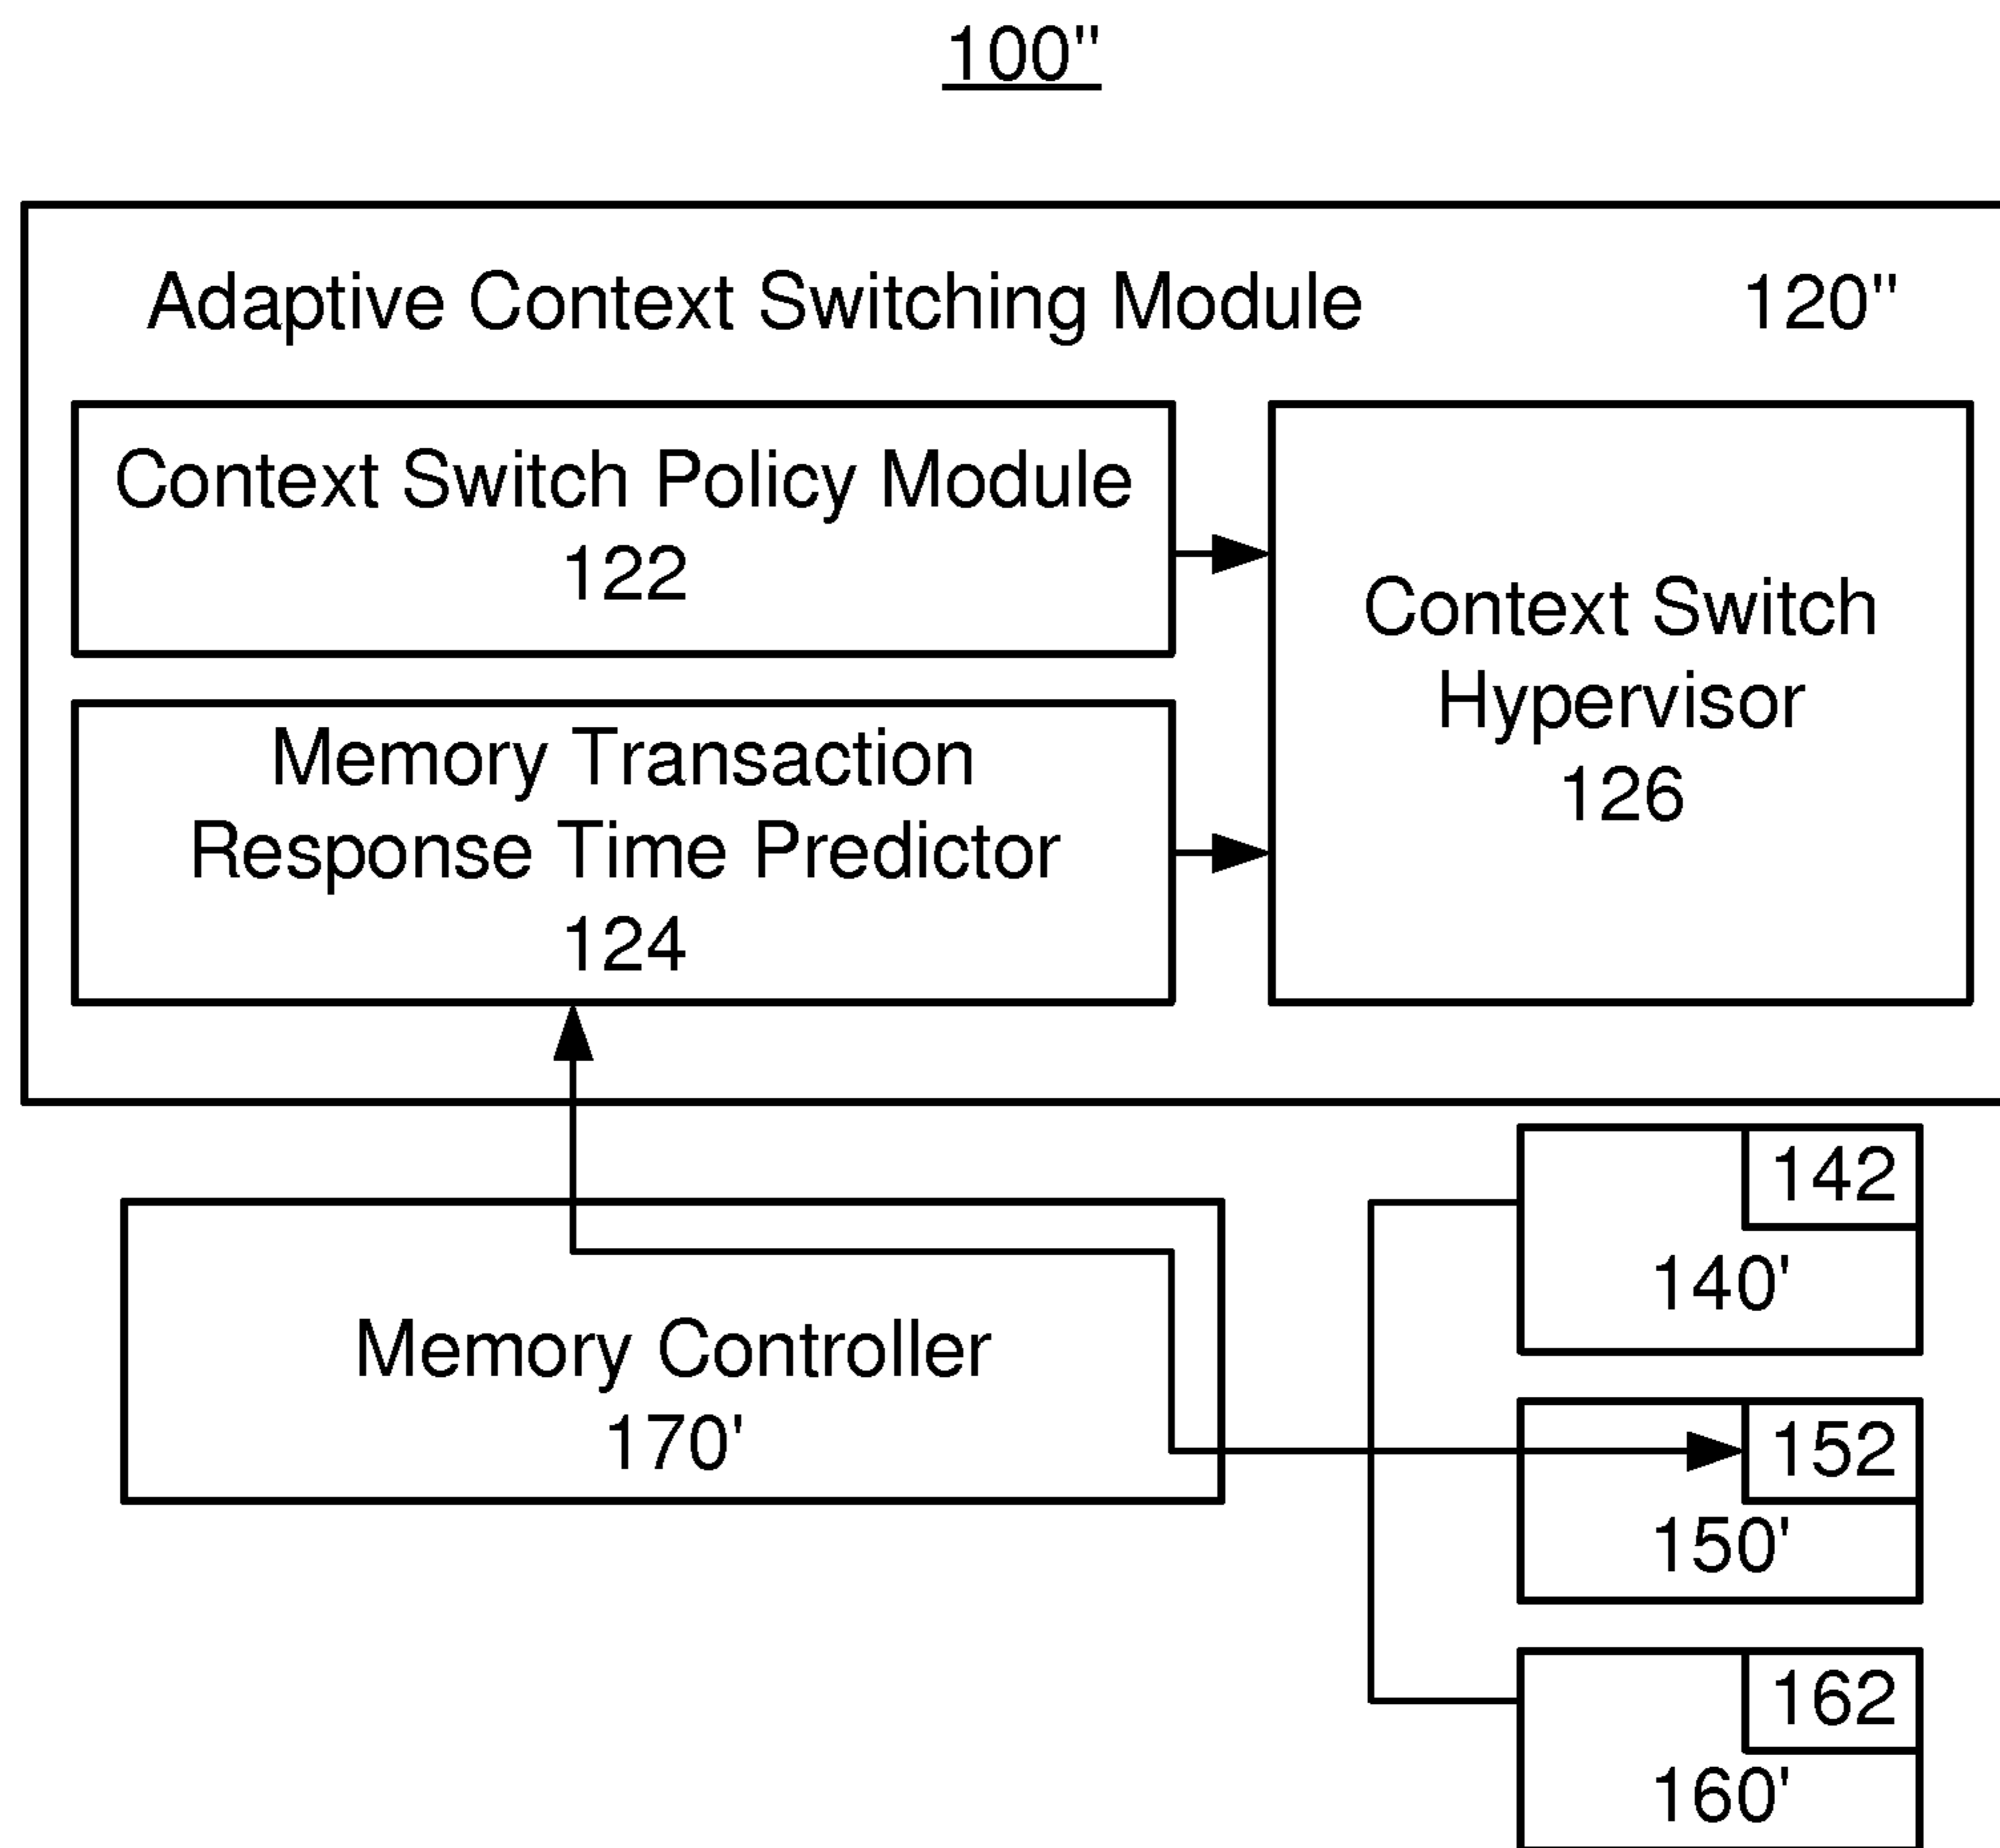 100"
Adaptive Context Switching Module 120"
Context Switch Policy Module
122
Memory Transaction
Response Time Predictor
124
Context Switch
Hypervisor
126
Memory Controller
170'
142
140'
152
150'
162
160'